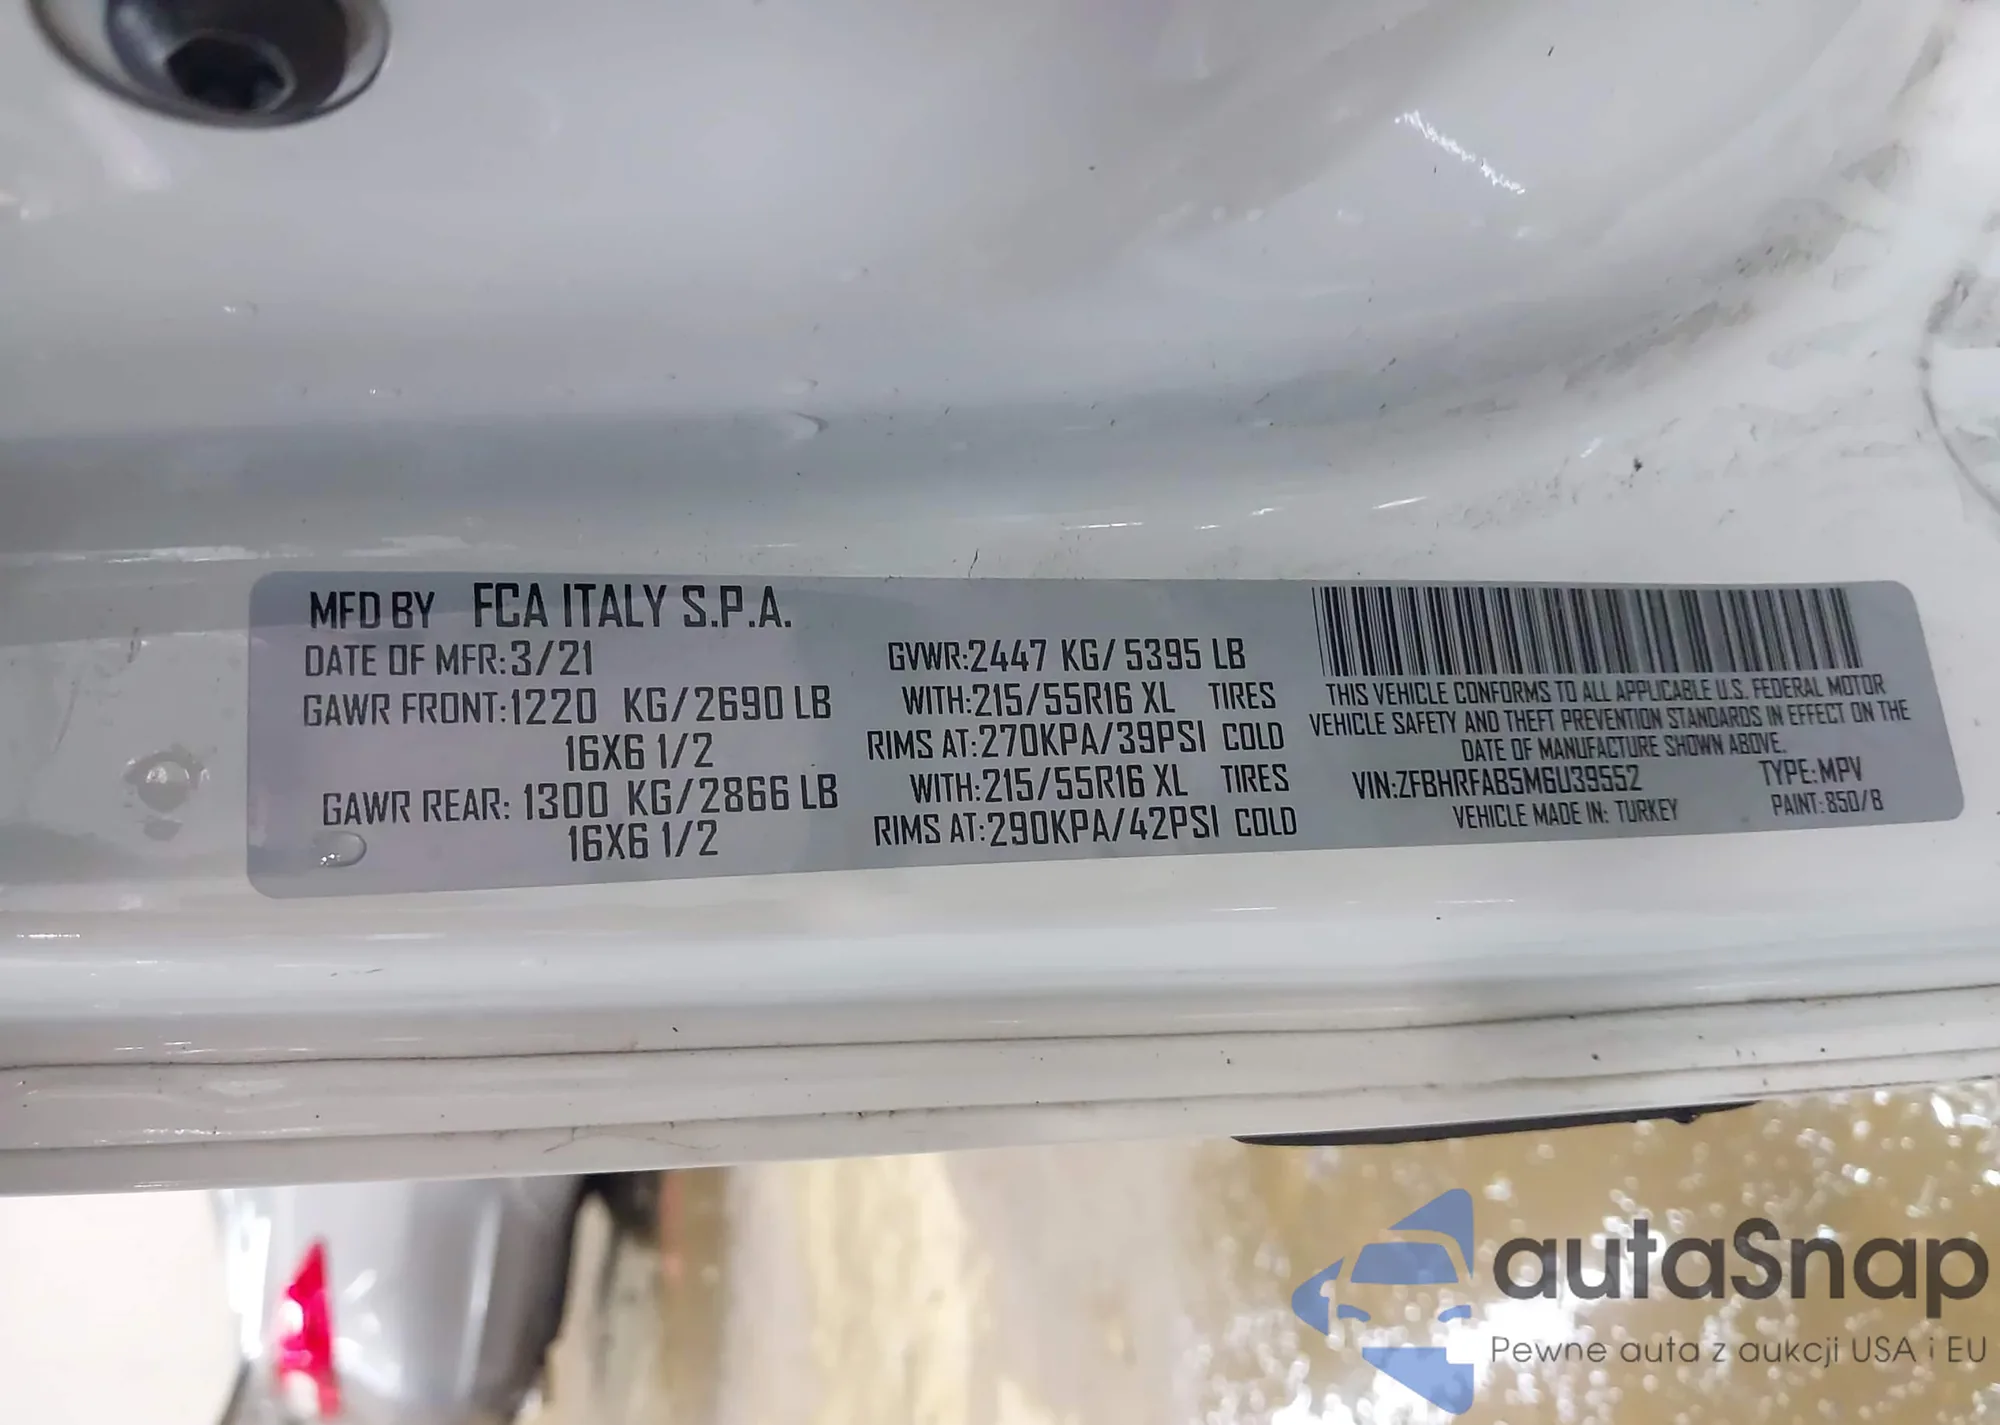 MFD BY FCA ITALY S.P.A.
DATE OF MFR:3/21
GAWR FRONT:1220 KG/2690 LB
16X6 1/2
GAWR REAR: 1300 KG/2866 LB
16X6 1/2
GVWR:2447 KG/ 5395 LB
WITH:215/55R16 XL TIRES
RIMS AT:270KPA/39PSI COLD
WITH:215/55R16 XL TIRES
RIMS AT:290KPA/42PSI COLD
THIS VEHICLE CONFORMS TO ALL APPLICABLE U.S. FEDERAL MOTOR
VEHICLE SAFETY AND THEFT PREVENTION STANDARDS IN EFFECT ON THE
DATE OF MANUFACTURE SHOWN ABOVE.
VIN:ZFBHRFAB5M6U39552 TYPE:MPV
VEHICLE MADE IN: TURKEY PAINT:850/B
autaSnap
Pewne auta z aukcji USA i EU